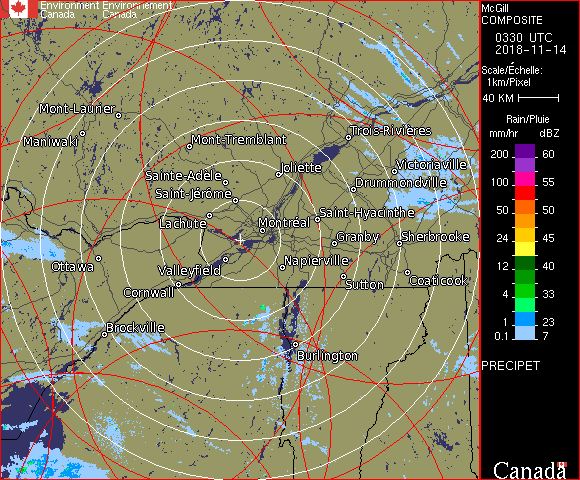 Environment Environnement
Canada Canada
McGill
COMPOSITE
0330 UTC
2018-11-14
Scale/Échelle:
1km/Pixel
40 KM
Rain/Pluie
mm/hr dBZ
200 60
100 55
50 50
24 45
12 40
4 33
1 23
0.1 7
PRECIPET
Canada
Mont-Laurier
Maniwaki
Mont-Tremblant
Trois-Rivières
Sainte-Adèle
Joliette
Victoriaville
Saint-Jérôme
Drummondville
Lachute
Montréal
Saint-Hyacinthe
Granby
Sherbrooke
Ottawa
Valleyfield
Napierville
Cornwall
Sutton
Coaticook
Brockville
Burlington